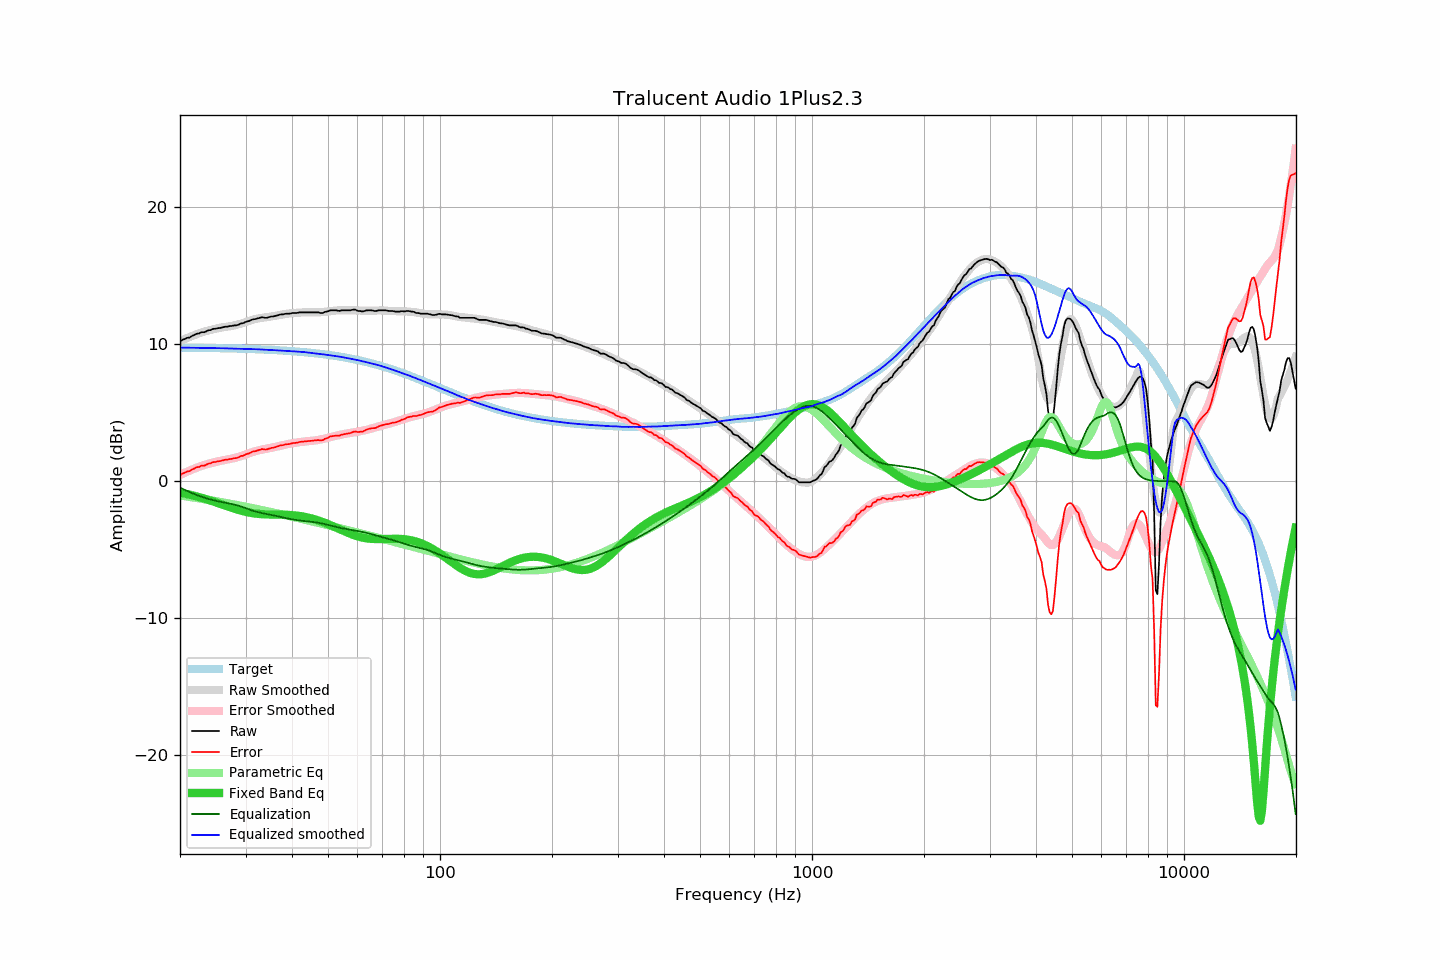 Tralucent Audio 1Plus2.3
Amplitude (dBr)
20
10
0
−10
−20
Target
Raw Smoothed
Error Smoothed
Raw
Error
Parametric Eq
Fixed Band Eq
Equalization
Equalized smoothed
100
1000
10000
Frequency (Hz)